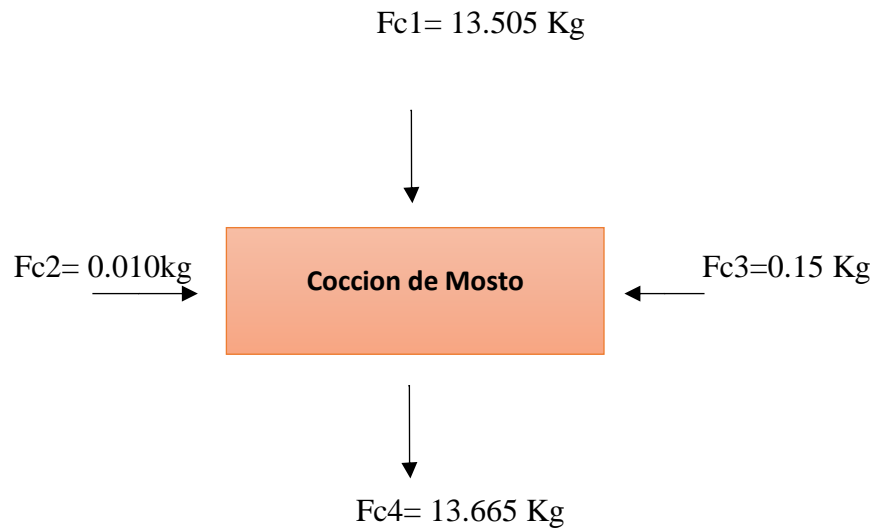 Fc1= 13.505 Kg
Fc2= 0.010kg
Coccion de Mosto
Fc3=0.15 Kg
Fc4= 13.665 Kg